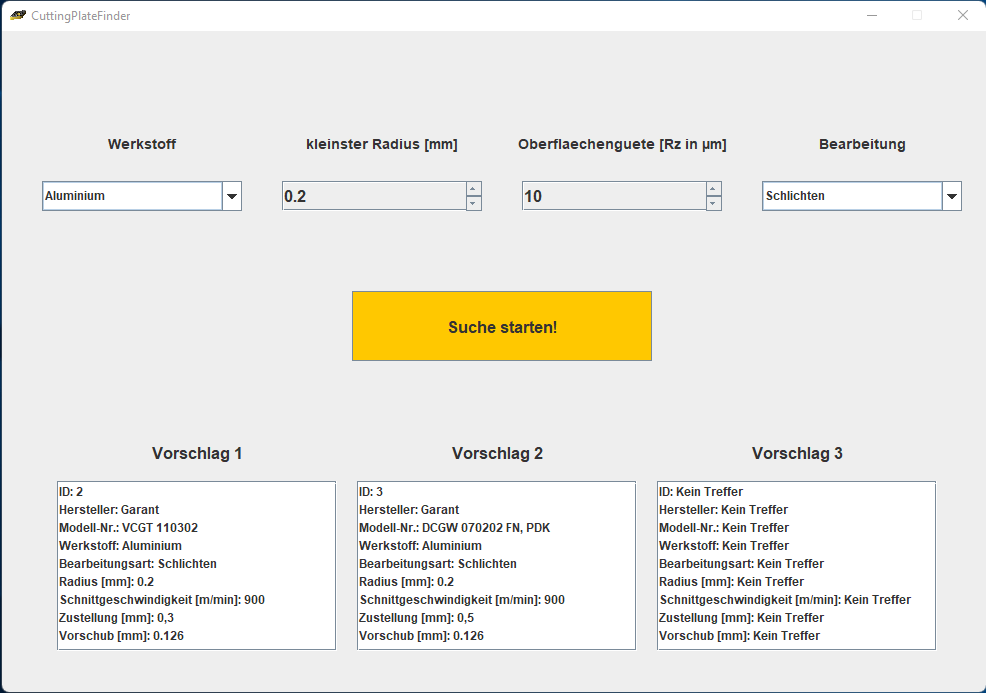 CuttingPlateFinder
Werkstoff
kleinster Radius [mm]
Oberflaechenguete [Rz in µm]
Bearbeitung
Aluminium
0.2
10
Schlichten
Suche starten!
Vorschlag 1
Vorschlag 2
Vorschlag 3
ID: 2
Hersteller: Garant
Modell-Nr.: VCGT 110302
Werkstoff: Aluminium
Bearbeitungsart: Schlichten
Radius [mm]: 0.2
Schnittgeschwindigkeit [m/min]: 900
Zustellung [mm]: 0,3
Vorschub [mm]: 0.126
ID: 3
Hersteller: Garant
Modell-Nr.: DCGW 070202 FN, PDK
Werkstoff: Aluminium
Bearbeitungsart: Schlichten
Radius [mm]: 0.2
Schnittgeschwindigkeit [m/min]: 900
Zustellung [mm]: 0,5
Vorschub [mm]: 0.126
ID: Kein Treffer
Hersteller: Kein Treffer
Modell-Nr.: Kein Treffer
Werkstoff: Kein Treffer
Bearbeitungsart: Kein Treffer
Radius [mm]: Kein Treffer
Schnittgeschwindigkeit [m/min]: Kein Treffer
Zustellung [mm]: Kein Treffer
Vorschub [mm]: Kein Treffer